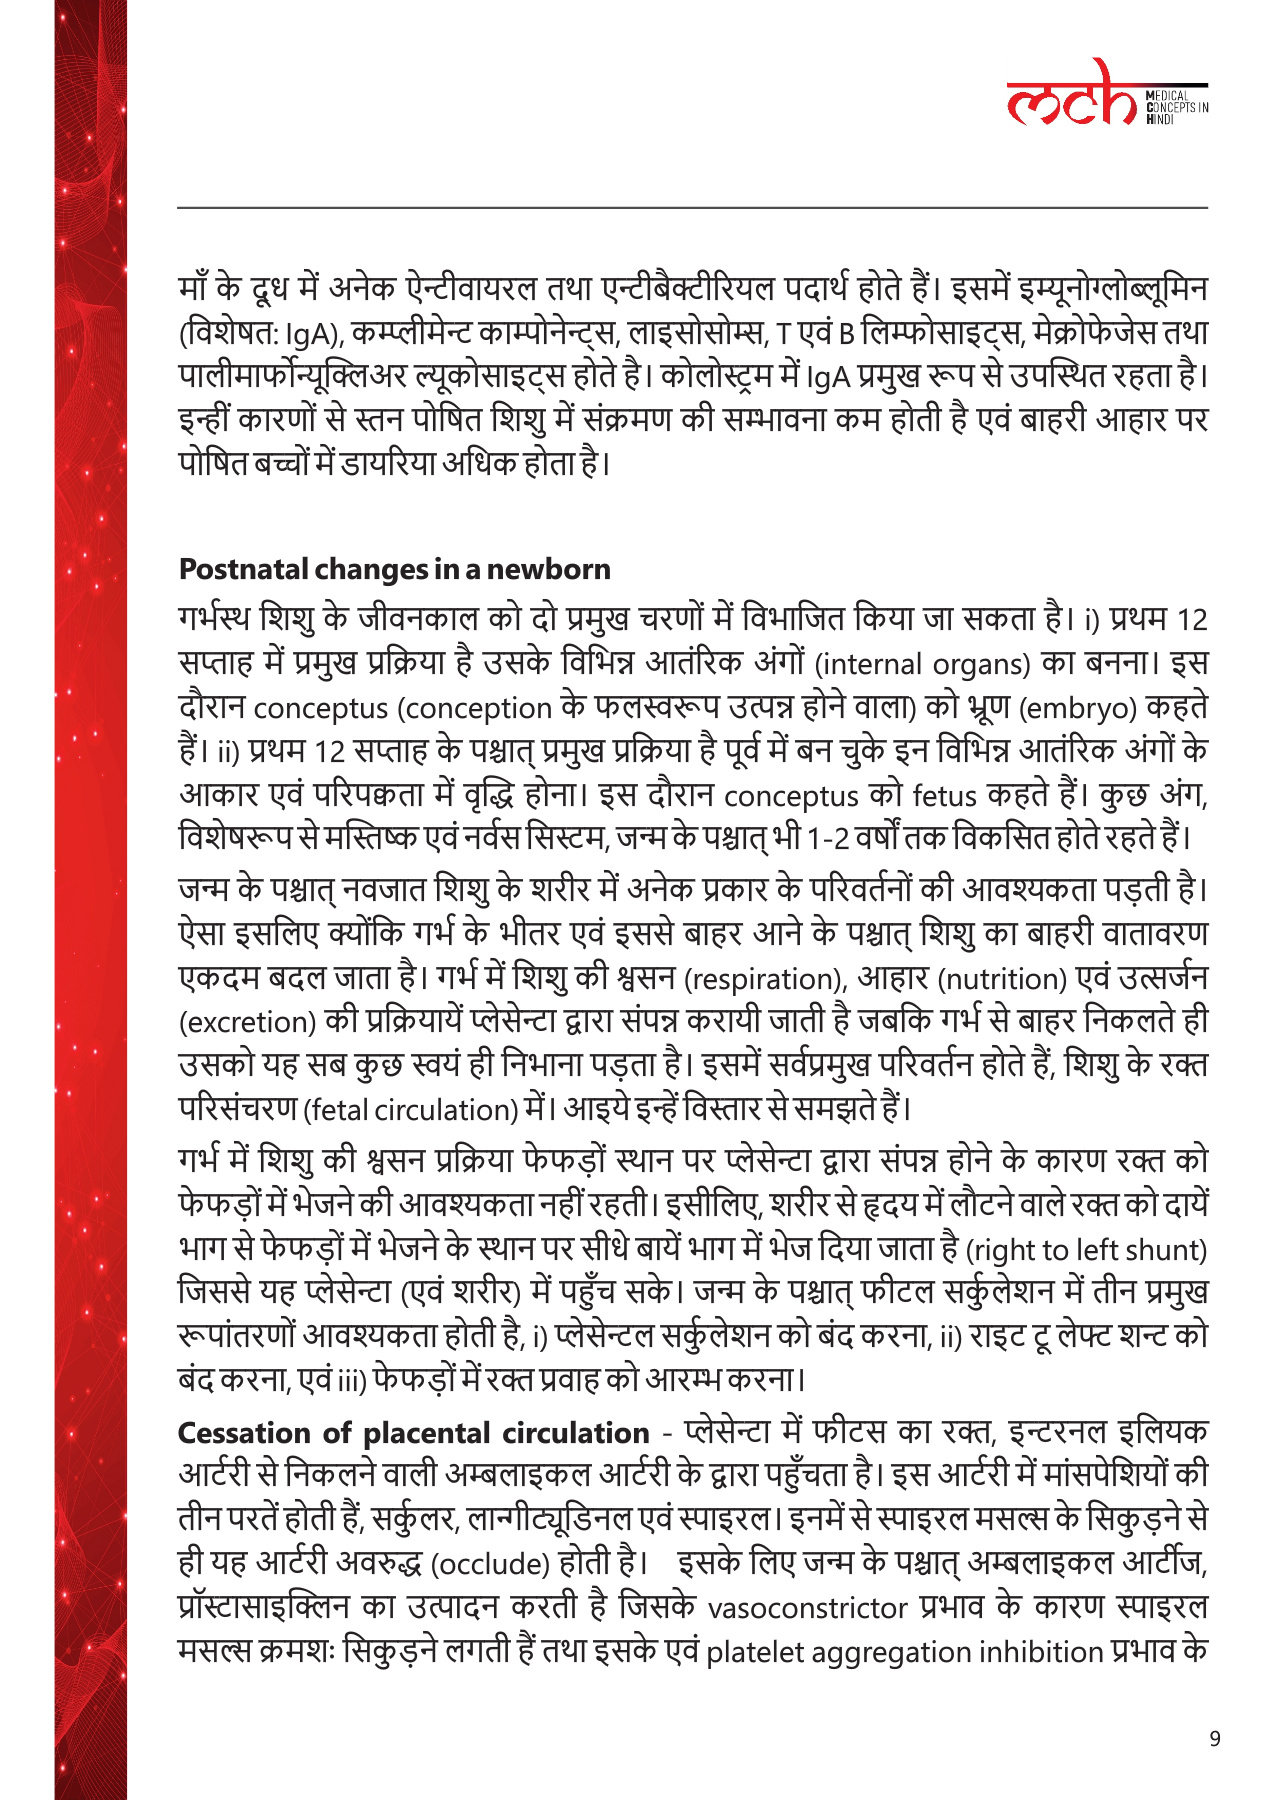 mch
MEDICAL
CONCEPTS IN
HINDI
माँ के दूध में अनेक ऐन्टीवायरल तथा एन्टीबैक्टीरियल पदार्थ होते हैं। इसमें इम्यूनोग्लोब्लूमिन
(विशेषत: IgA), कम्प्लीमेन्ट काम्पोनेन्ट्स, लाइसोसोम्स, T एवं B लिम्फोसाइट्स, मेक्रोफेजेस तथा
पालीमार्फोन्यूक्लिअर ल्यूकोसाइट्स होते है। कोलोस्ट्रम में IgA प्रमुख रूप से उपस्थित रहता है।
इन्हीं कारणों से स्तन पोषित शिशु में संक्रमण की सम्भावना कम होती है एवं बाहरी आहार पर
पोषित बच्चों में डायरिया अधिक होता है।
Postnatal changes in a newborn
गर्भस्थ शिशु के जीवनकाल को दो प्रमुख चरणों में विभाजित किया जा सकता है। i) प्रथम 12
सप्ताह में प्रमुख प्रक्रिया है उसके विभिन्न आतंरिक अंगों (internal organs) का बनना। इस
दौरान conceptus (conception के फलस्वरूप उत्पन्न होने वाला) को भ्रूण (embryo) कहते
हैं। ii) प्रथम 12 सप्ताह के पश्चात् प्रमुख प्रक्रिया है पूर्व में बन चुके इन विभिन्न आतंरिक अंगों के
आकार एवं परिपक्वता में वृद्धि होना। इस दौरान conceptus को fetus कहते हैं। कुछ अंग,
विशेषरूप से मस्तिष्क एवं नर्वस सिस्टम, जन्म के पश्चात् भी 1-2 वर्षों तक विकसित होते रहते हैं।
जन्म के पश्चात् नवजात शिशु के शरीर में अनेक प्रकार के परिवर्तनों की आवश्यकता पड़ती है।
ऐसा इसलिए क्योंकि गर्भ के भीतर एवं इससे बाहर आने के पश्चात् शिशु का बाहरी वातावरण
एकदम बदल जाता है। गर्भ में शिशु की श्वसन (respiration), आहार (nutrition) एवं उत्सर्जन
(excretion) की प्रक्रियायें प्लेसेन्टा द्वारा संपन्न करायी जाती है जबकि गर्भ से बाहर निकलते ही
उसको यह सब कुछ स्वयं ही निभाना पड़ता है। इसमें सर्वप्रमुख परिवर्तन होते हैं, शिशु के रक्त
परिसंचरण (fetal circulation) में। आइये इन्हें विस्तार से समझते हैं।
गर्भ में शिशु की श्वसन प्रक्रिया फेफड़ों स्थान पर प्लेसेन्टा द्वारा संपन्न होने के कारण रक्त को
फेफड़ों में भेजने की आवश्यकता नहीं रहती। इसीलिए, शरीर से हृदय में लौटने वाले रक्त को दायें
भाग से फेफड़ों में भेजने के स्थान पर सीधे बायें भाग में भेज दिया जाता है (right to left shunt)
जिससे यह प्लेसेन्टा (एवं शरीर) में पहुँच सके। जन्म के पश्चात् फीटल सर्कुलेशन में तीन प्रमुख
रूपांतरणों आवश्यकता होती है, i) प्लेसेन्टल सर्कुलेशन को बंद करना, ii) राइट टू लेफ्ट शन्ट को
बंद करना, एवं iii) फेफड़ों में रक्त प्रवाह को आरम्भ करना।
Cessation of placental circulation - प्लेसेन्टा में फीटस का रक्त, इन्टरनल इलियक
आर्टरी से निकलने वाली अम्बलाइकल आर्टरी के द्वारा पहुँचता है। इस आर्टरी में मांसपेशियों की
तीन परतें होती हैं, सर्कुलर, लान्गीट्यूडिनल एवं स्पाइरल। इनमें से स्पाइरल मसल्स के सिकुड़ने से
ही यह आर्टरी अवरुद्ध (occlude) होती है। इसके लिए जन्म के पश्चात् अम्बलाइकल आर्टीज,
प्रॉस्टासाइक्लिन का उत्पादन करती है जिसके vasoconstrictor प्रभाव के कारण स्पाइरल
मसल्स क्रमशः सिकुड़ने लगती हैं तथा इसके एवं platelet aggregation inhibition प्रभाव के
9